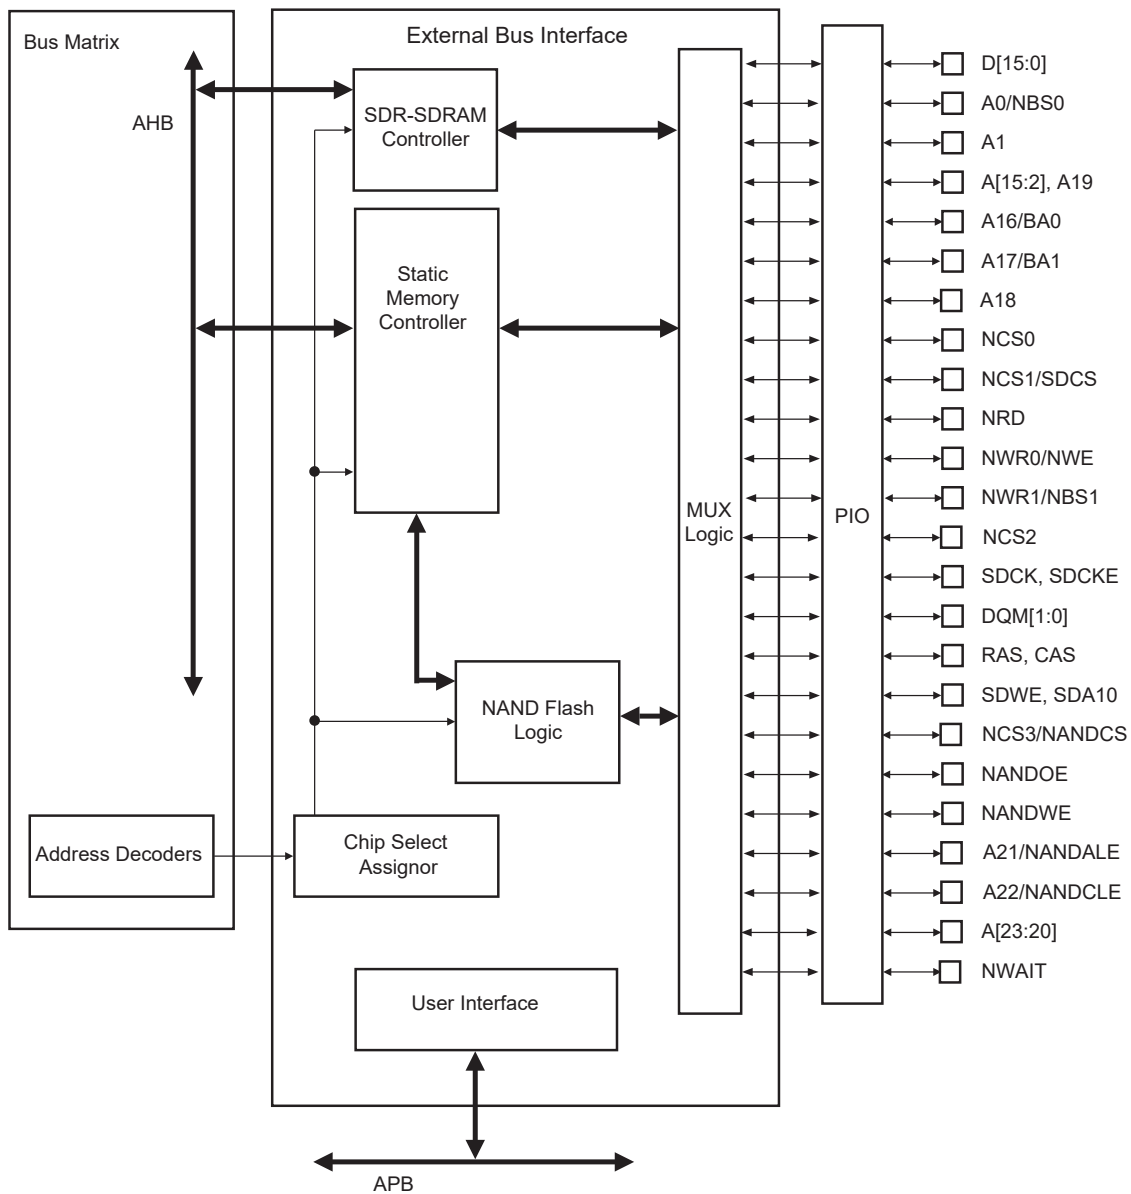 Bus Matrix
External Bus Interface
AHB
SDR-SDRAM
Controller
Static
Memory
Controller
NAND Flash
Logic
Address Decoders
Chip Select
Assignor
User Interface
APB
MUX
Logic
PIO
D[15:0]
A0/NBS0
A1
A[15:2], A19
A16/BA0
A17/BA1
A18
NCS0
NCS1/SDCS
NRD
NWR0/NWE
NWR1/NBS1
NCS2
SDCK, SDCKE
DQM[1:0]
RAS, CAS
SDWE, SDA10
NCS3/NANDCS
NANDOE
NANDWE
A21/NANDALE
A22/NANDCLE
A[23:20]
NWAIT